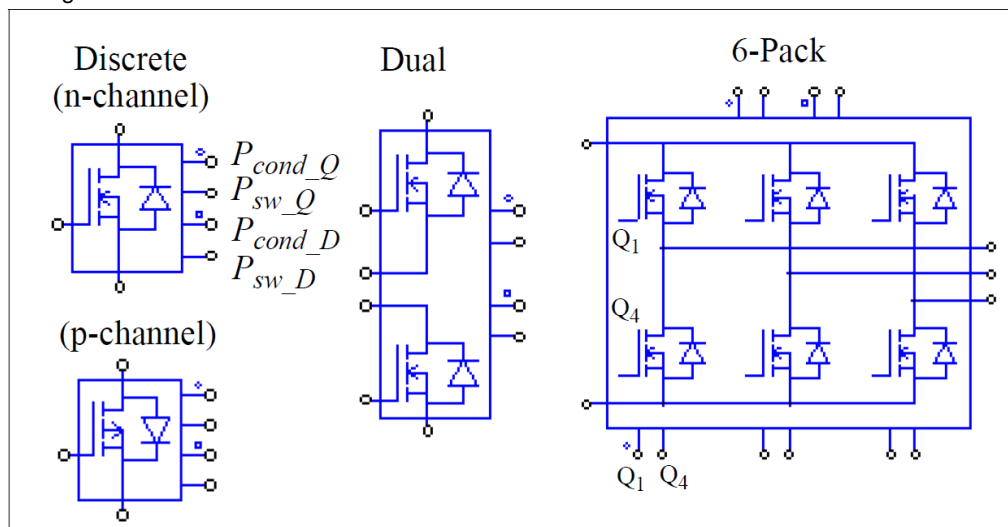 Discrete
(n-channel)
P_cond_Q
P_sw_Q
P_cond_D
P_sw_D
(p-channel)
Dual
6-Pack
Q1
Q4
Q1 Q4